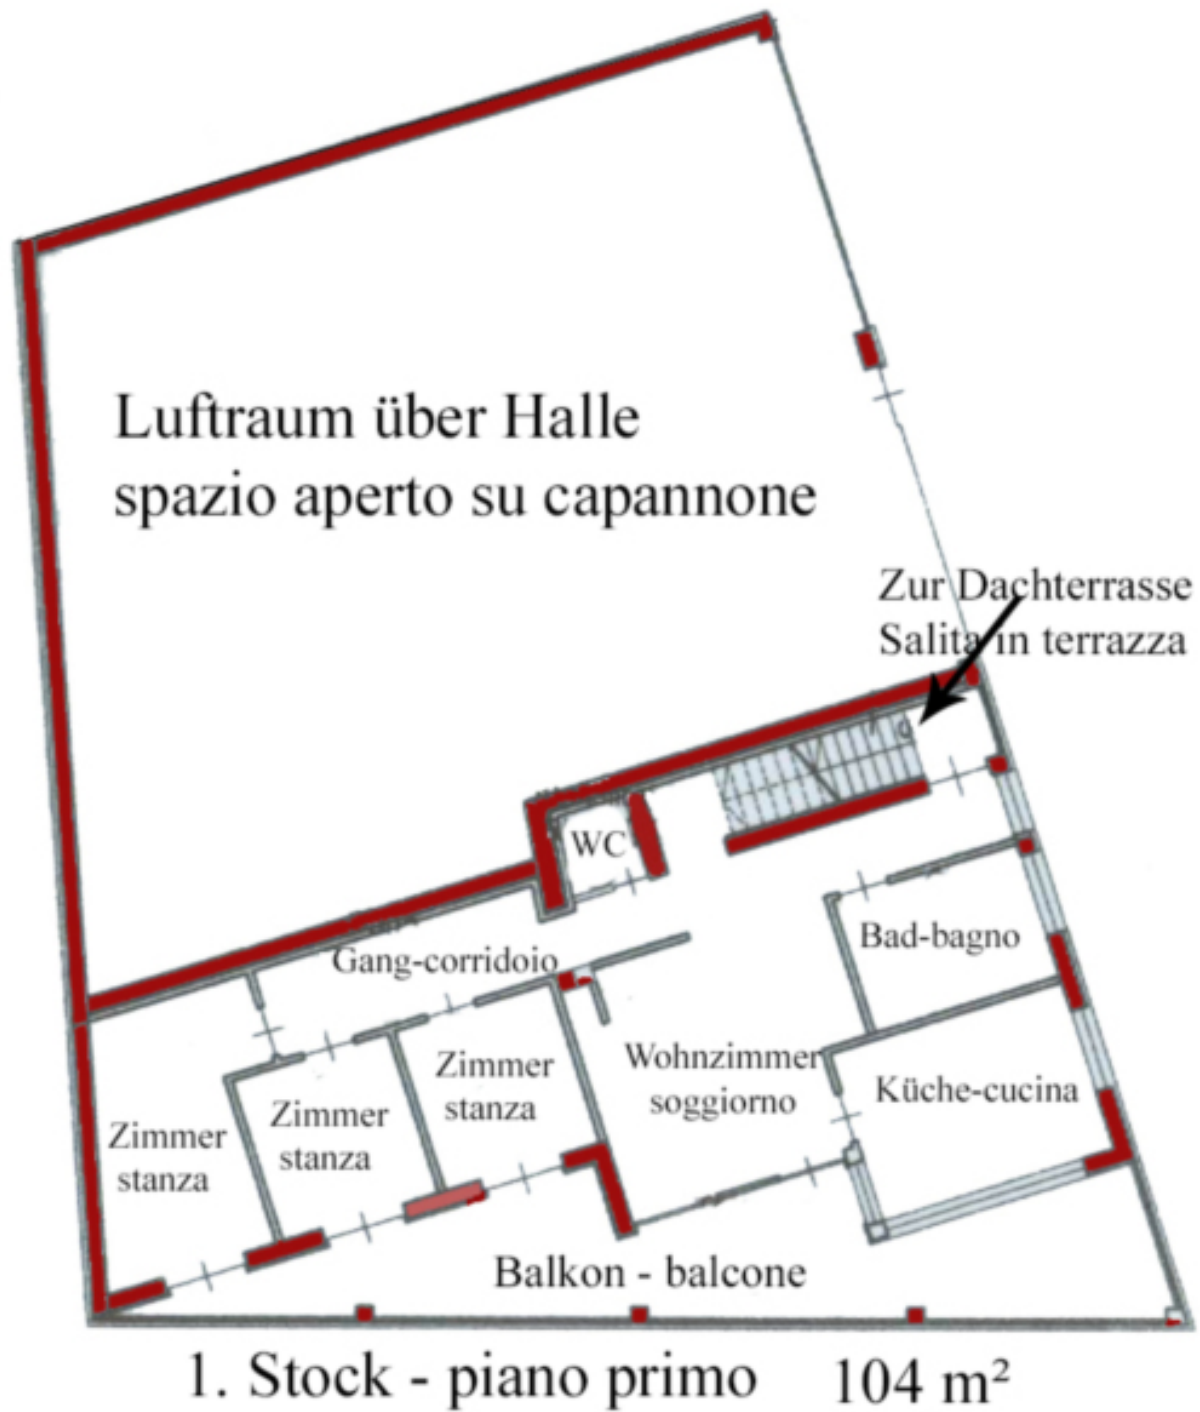 Luftraum über Halle
spazio aperto su capannone
Zur Dachterrasse
Salita in terrazza
WC
Gang-corridoio
Bad-bagno
Wohnzimmer
soggiorno
Küche-cucina
Zimmer
stanza
Zimmer
stanza
Zimmer
stanza
Balkon - balcone
1. Stock - piano primo 104 m²